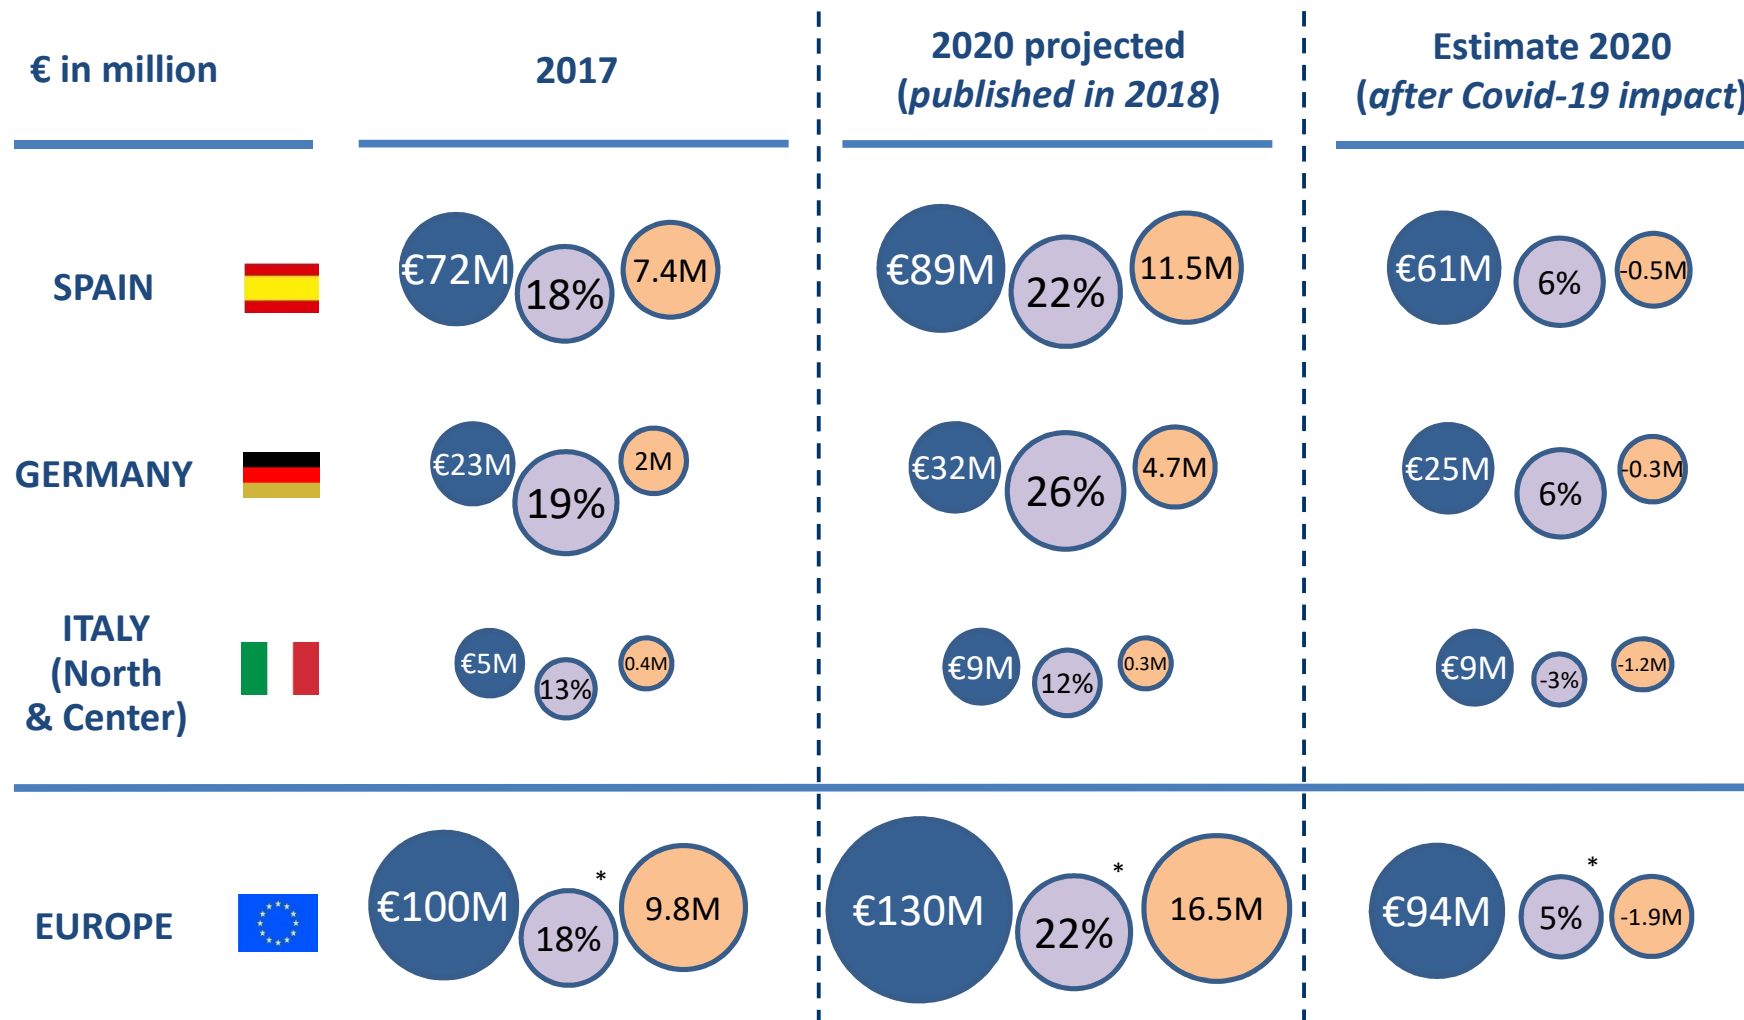 € in million
2017
2020 projected
(published in 2018)
Estimate 2020
(after Covid-19 impact)
SPAIN
€72M
18%
7.4M
€89M
22%
11.5M
€61M
6%
-0.5M
GERMANY
€23M
19%
2M
€32M
26%
4.7M
€25M
6%
-0.3M
ITALY
(North
& Center)
€5M
13%
0.4M
€9M
12%
0.3M
€9M
-3%
-1.2M
EUROPE
€100M
18%
*
9.8M
€130M
22%
*
16.5M
€94M
5%
*
-1.9M